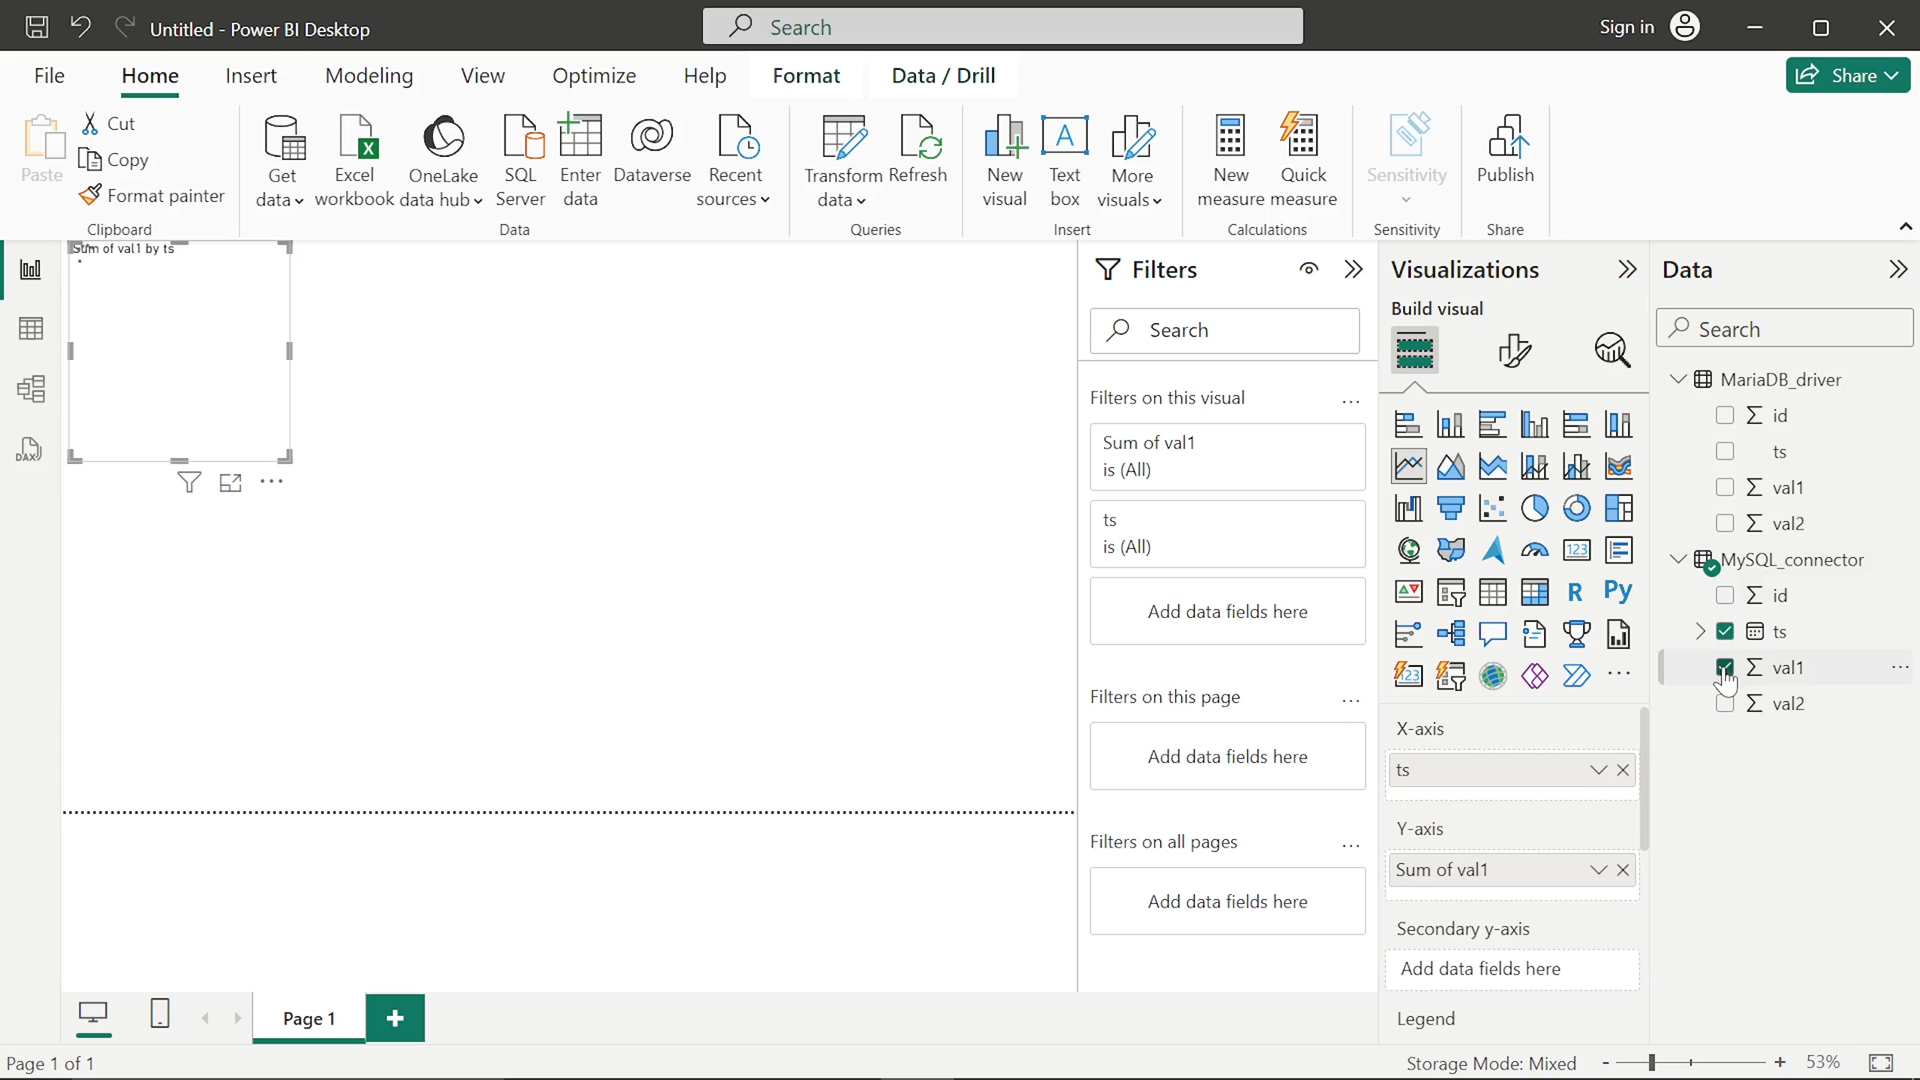 Untitled - Power BI Desktop
Search
Sign in
File
Home
Insert
Modeling
View
Optimize
Help
Format
Data / Drill
Share
Paste
Cut
Copy
Format painter
Clipboard
Get data
Excel workbook
OneLake data hub
SQL Server
Enter data
Dataverse
Recent sources
Data
Transform data
Refresh
Queries
New visual
Text box
More visuals
Insert
New measure
Quick measure
Calculations
Sensitivity
Sensitivity
Publish
Share
Sum of val1 by ts
DAX
Filters
Search
Filters on this visual
Sum of val1
is (All)
ts
is (All)
Add data fields here
Filters on this page
Add data fields here
Filters on all pages
Add data fields here
Visualizations
Build visual
123
R
Py
123
X-axis
ts
Y-axis
Sum of val1
Secondary y-axis
Add data fields here
Legend
Data
Search
MariaDB_driver
id
ts
val1
val2
MySQL_connector
id
ts
val1
val2
Page 1
Page 1 of 1
Storage Mode: Mixed
53%